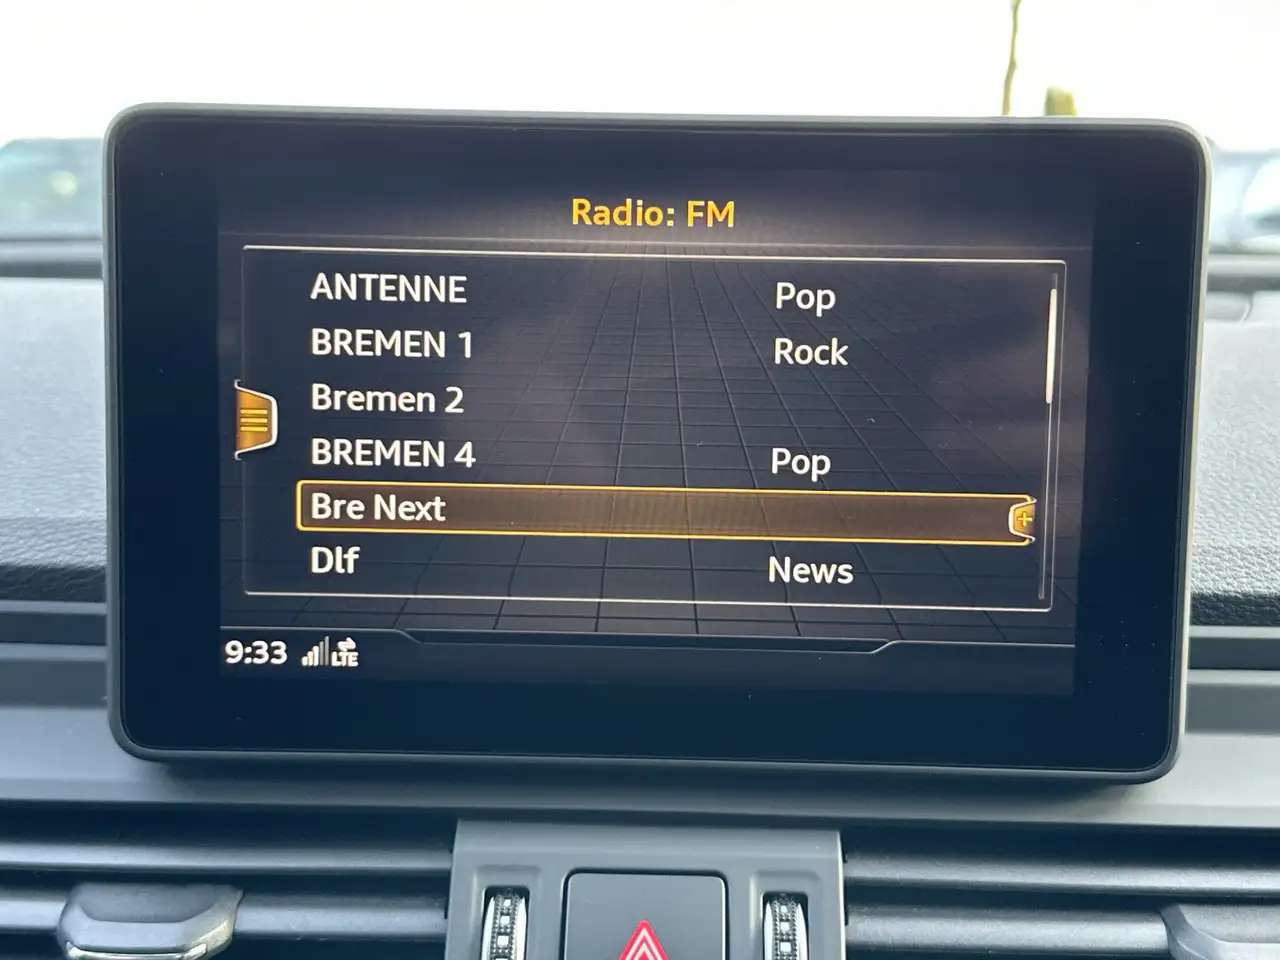 Radio: FM
ANTENNE Pop
BREMEN 1 Rock
Bremen 2
BREMEN 4 Pop
Bre Next +
Dlf News
9:33 LTE